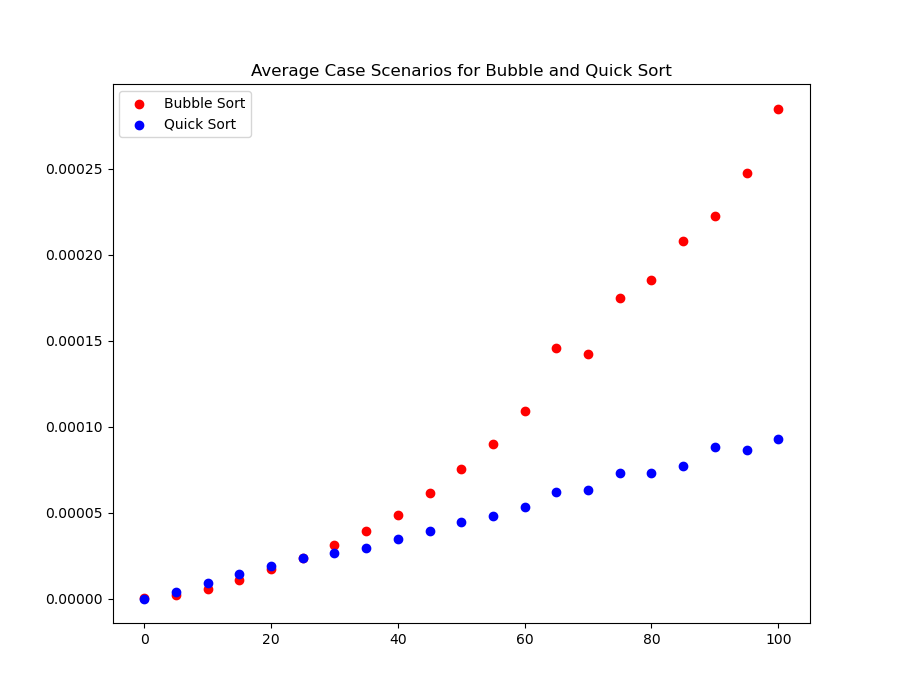 Average Case Scenarios for Bubble and Quick Sort
Bubble Sort
Quick Sort
0.00025
0.00020
0.00015
0.00010
0.00005
0.00000
0 20 40 60 80 100